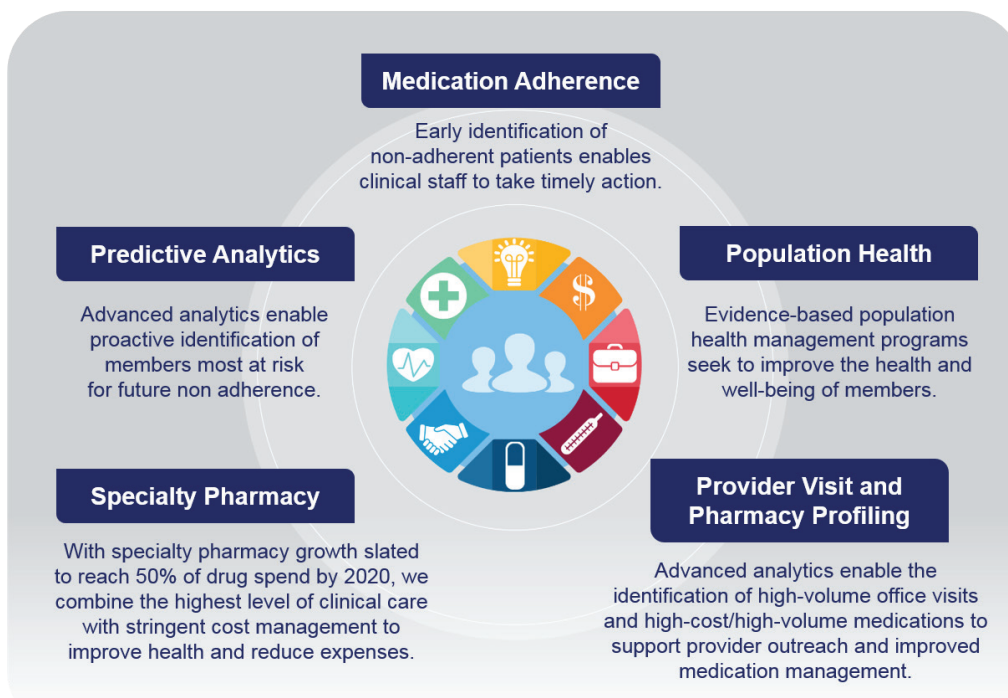 Medication Adherence
Early identification of
non-adherent patients enables
clinical staff to take timely action.
Predictive Analytics
Advanced analytics enable
proactive identification of
members most at risk
for future non adherence.
Population Health
Evidence-based population
health management programs
seek to improve the health and
well-being of members.
Specialty Pharmacy
With specialty pharmacy growth slated
to reach 50% of drug spend by 2020, we
combine the highest level of clinical care
with stringent cost management to
improve health and reduce expenses.
Provider Visit and
Pharmacy Profiling
Advanced analytics enable the
identification of high-volume office visits
and high-cost/high-volume medications to
support provider outreach and improved
medication management.
$